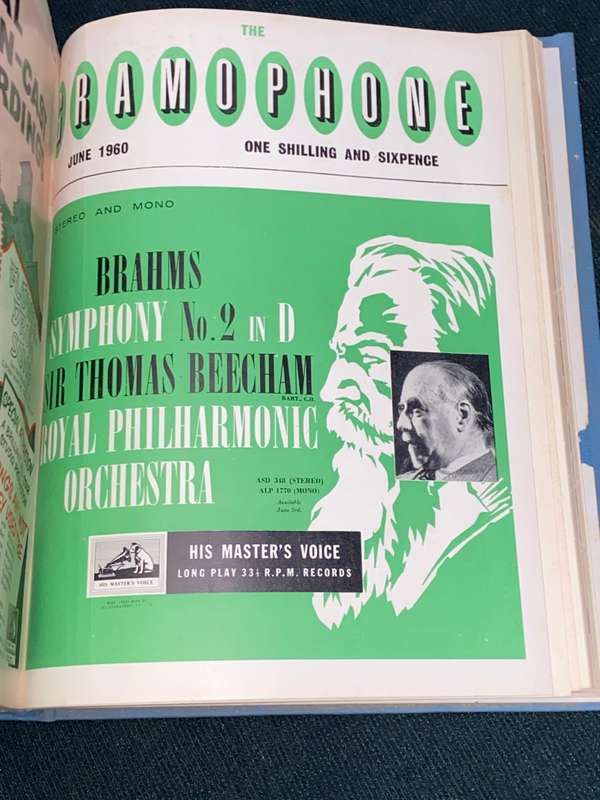 THE
GRAMOPHONE
JUNE 1960
ONE SHILLING AND SIXPENCE
STEREO AND MONO
BRAHMS
SYMPHONY No. 2 IN D
SIR THOMAS BEECHAM
BART., C.H.
ROYAL PHILHARMONIC
ORCHESTRA
ASD 348 (STEREO)
ALP 1770 (MONO)
Available
June 3rd.
HIS MASTER'S VOICE
HIS MASTER'S VOICE
LONG PLAY 33⅓ R.P.M. RECORDS